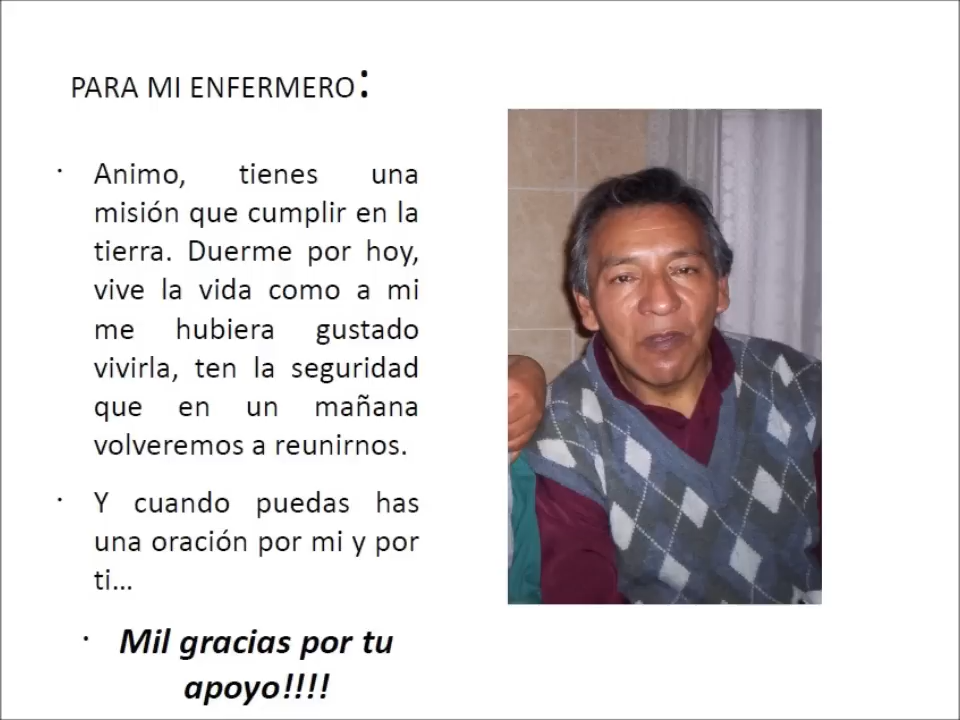 PARA MI ENFERMERO:
· Animo, tienes una
misión que cumplir en la
tierra. Duerme por hoy,
vive la vida como a mi
me hubiera gustado
vivirla, ten la seguridad
que en un mañana
volveremos a reunirnos.
· Y cuando puedas has
una oración por mi y por
ti...
· Mil gracias por tu
apoyo!!!!